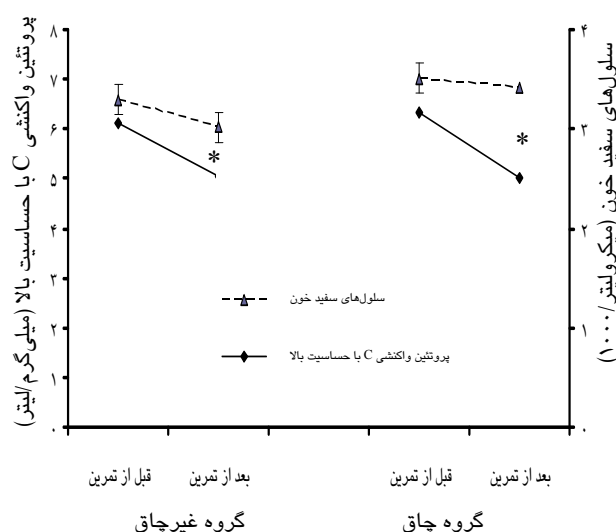 پروتئین واکنشی C با حساسیت بالا (میلی‌گرم/لیتر)
۸
۷
۶
۵
۴
۳
۲
۱
۰
۴
۳
۲
۱
۰
سلول‌های سفید خون (میکرولیتر/۱۰۰۰)
*
*
سلول‌های سفید خون
پروتئین واکنشی C با حساسیت بالا
قبل از تمرین بعد از تمرین قبل از تمرین بعد از تمرین
گروه غیرچاق گروه چاق